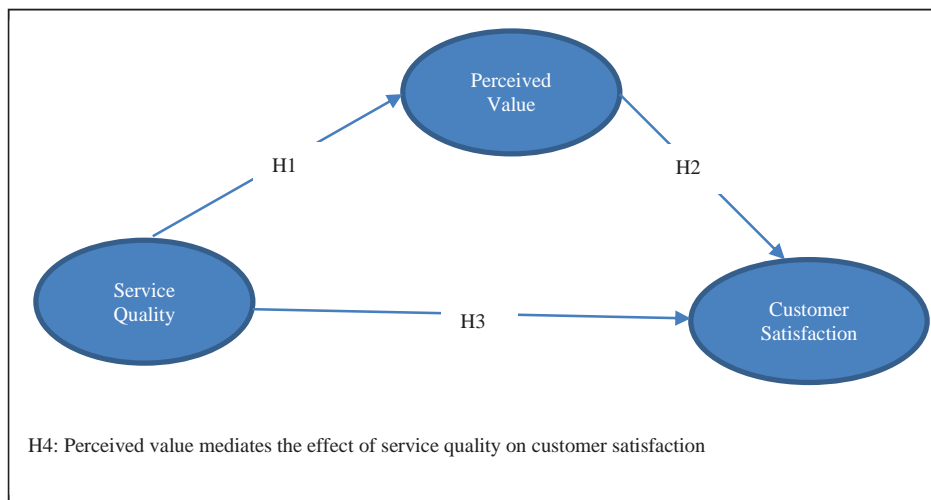 Perceived
Value
H1
H2
Service
Quality
H3
Customer
Satisfaction
H4: Perceived value mediates the effect of service quality on customer satisfaction